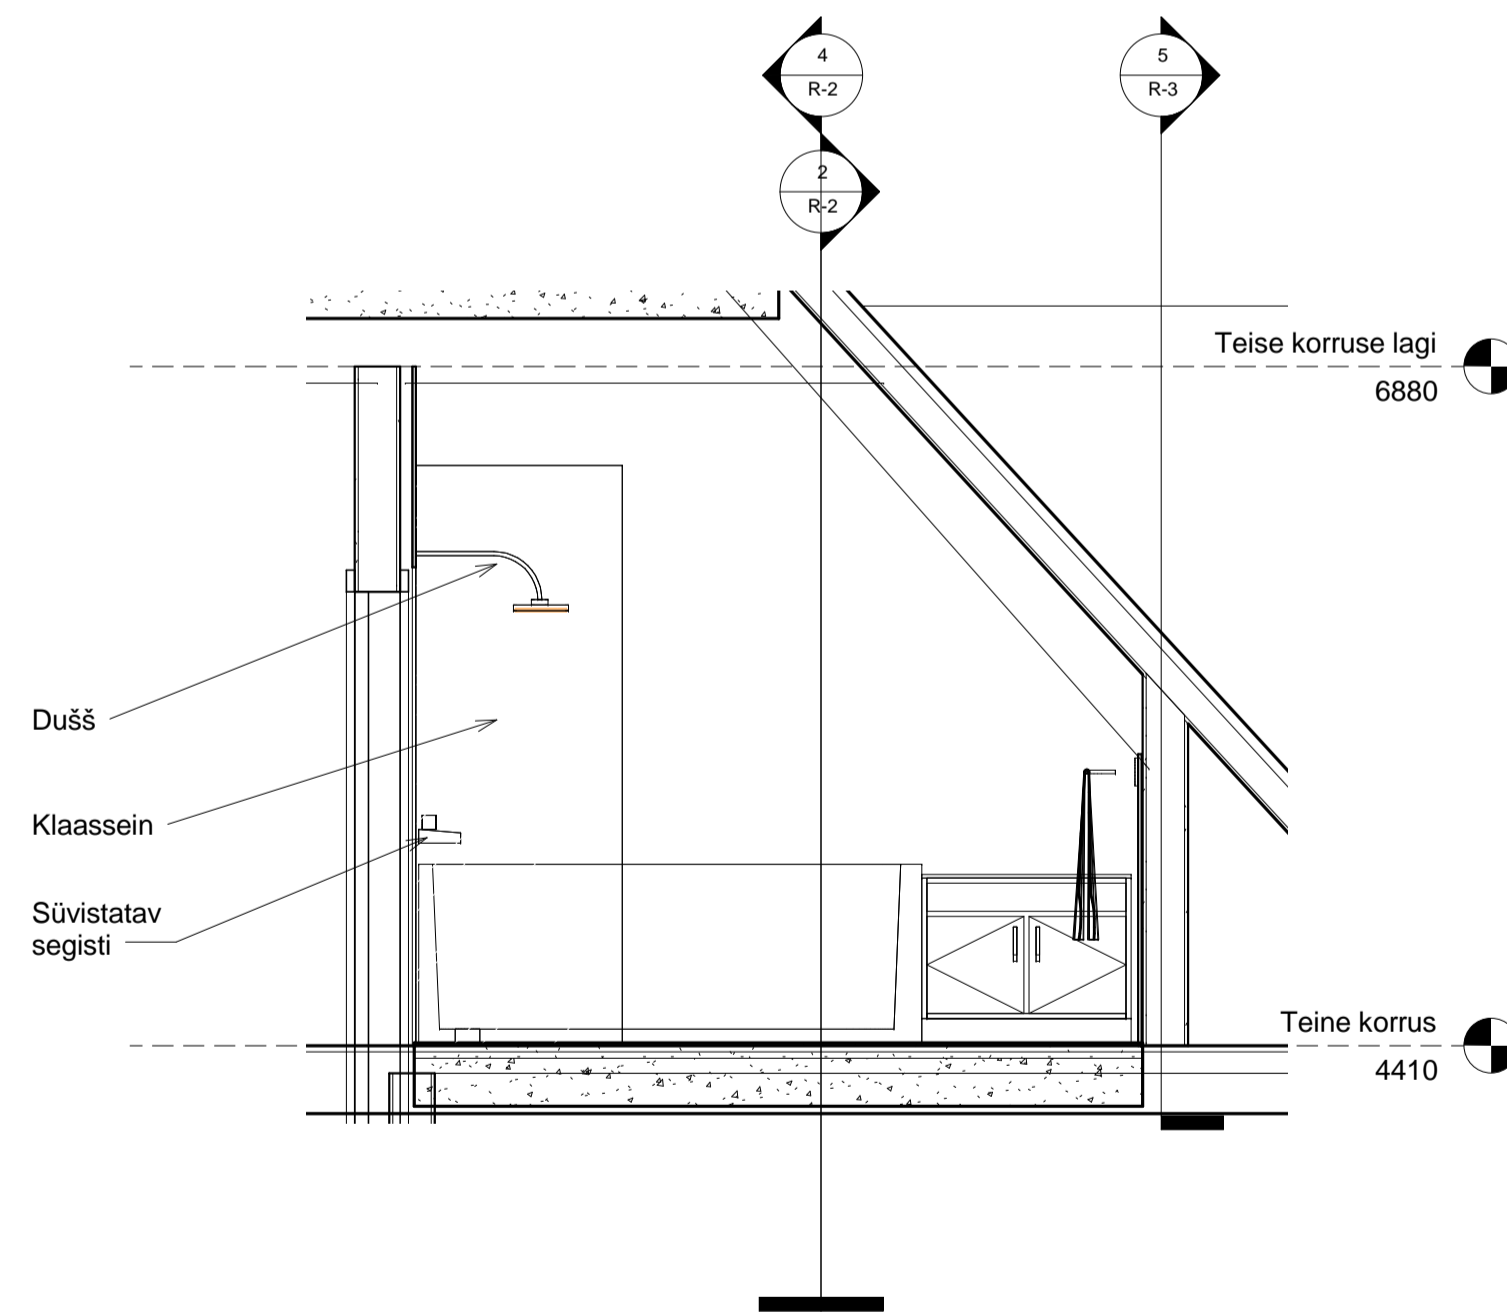 4
R-2
5
R-3
2
R-2
Teise korruse lagi
6880
Dušš
Klaassein
Süvistatav
segisti
Teine korrus
4410